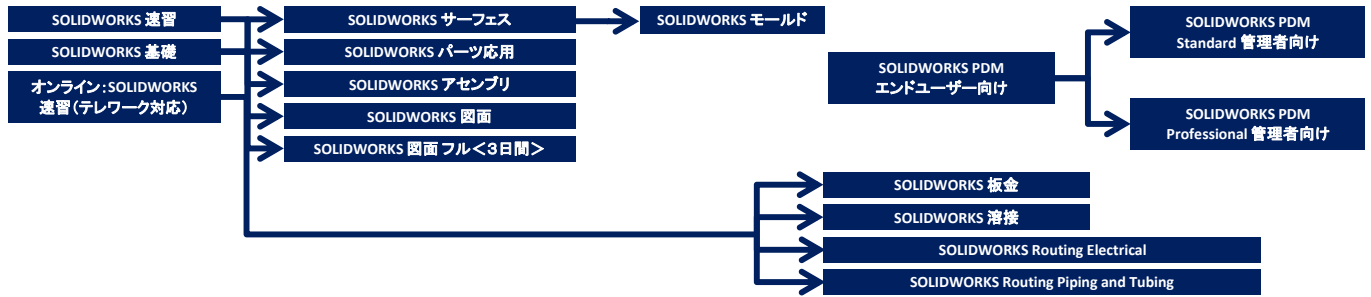 SOLIDWORKS 速習
SOLIDWORKS 基礎
オンライン:SOLIDWORKS
速習(テレワーク対応)
SOLIDWORKS サーフェス
SOLIDWORKS パーツ応用
SOLIDWORKS アセンブリ
SOLIDWORKS 図面
SOLIDWORKS 図面 フル<3日間>
SOLIDWORKS モールド
SOLIDWORKS PDM
エンドユーザー向け
SOLIDWORKS PDM
Standard 管理者向け
SOLIDWORKS PDM
Professional 管理者向け
SOLIDWORKS 板金
SOLIDWORKS 溶接
SOLIDWORKS Routing Electrical
SOLIDWORKS Routing Piping and Tubing